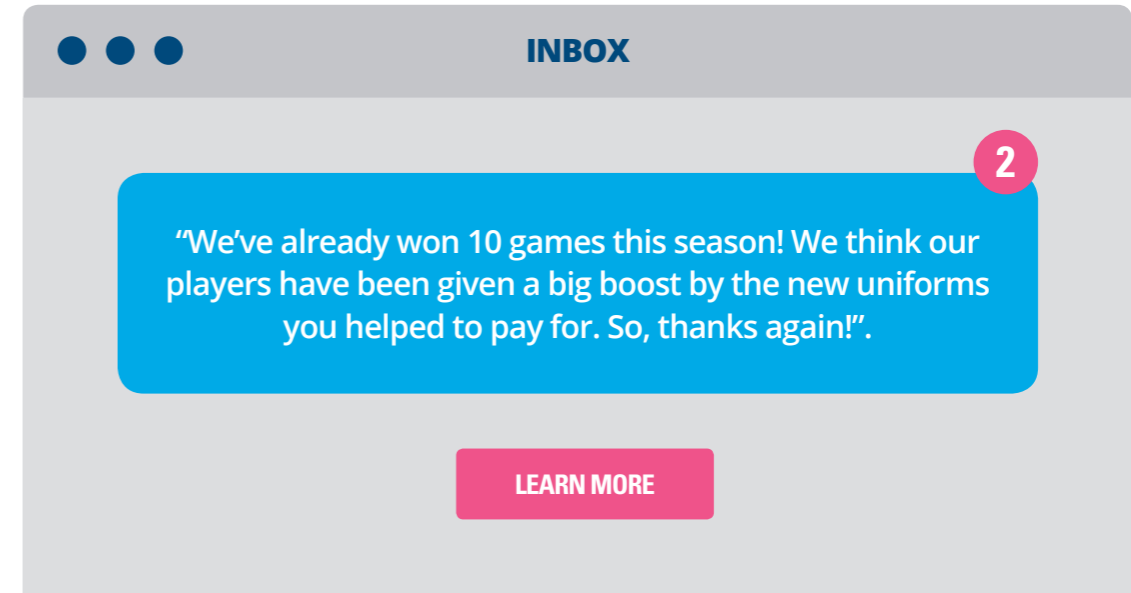 INBOX
2
“We’ve already won 10 games this season! We think our
players have been given a big boost by the new uniforms
you helped to pay for. So, thanks again!”.
LEARN MORE